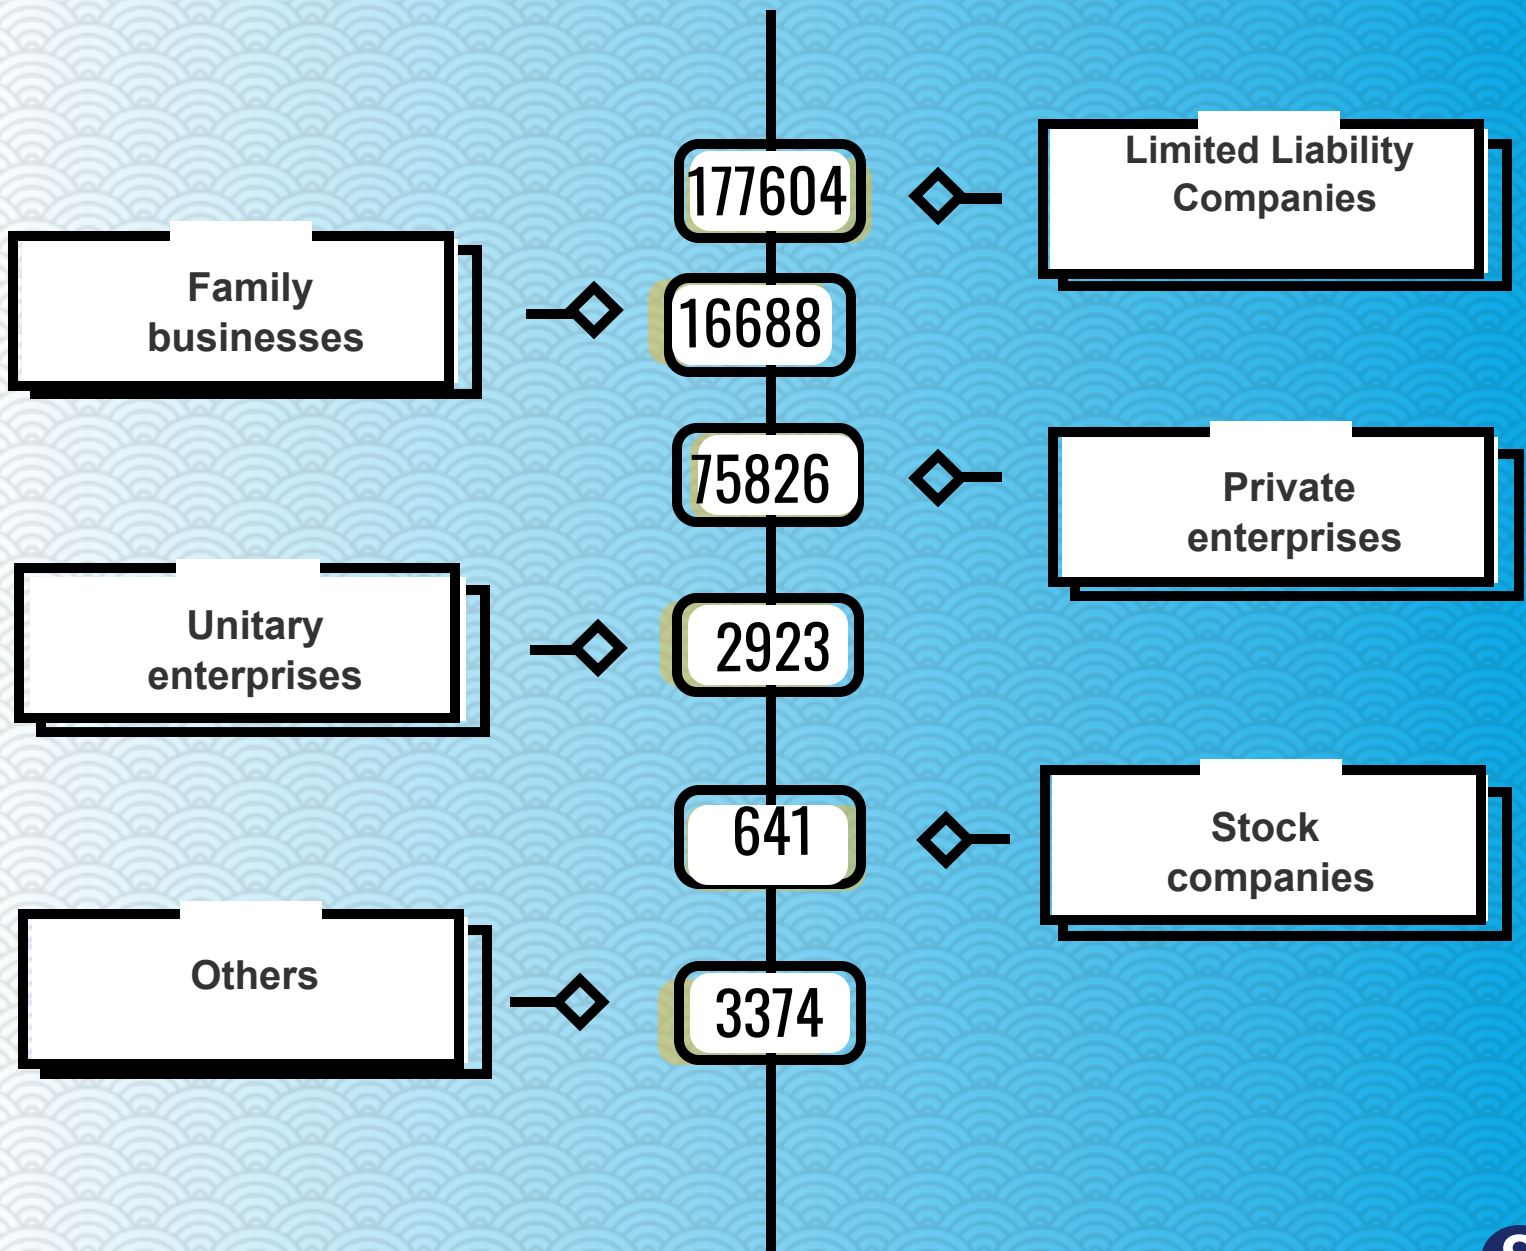 177604
Limited Liability
Companies
Family
businesses
16688
75826
Private
enterprises
Unitary
enterprises
2923
641
Stock
companies
Others
3374